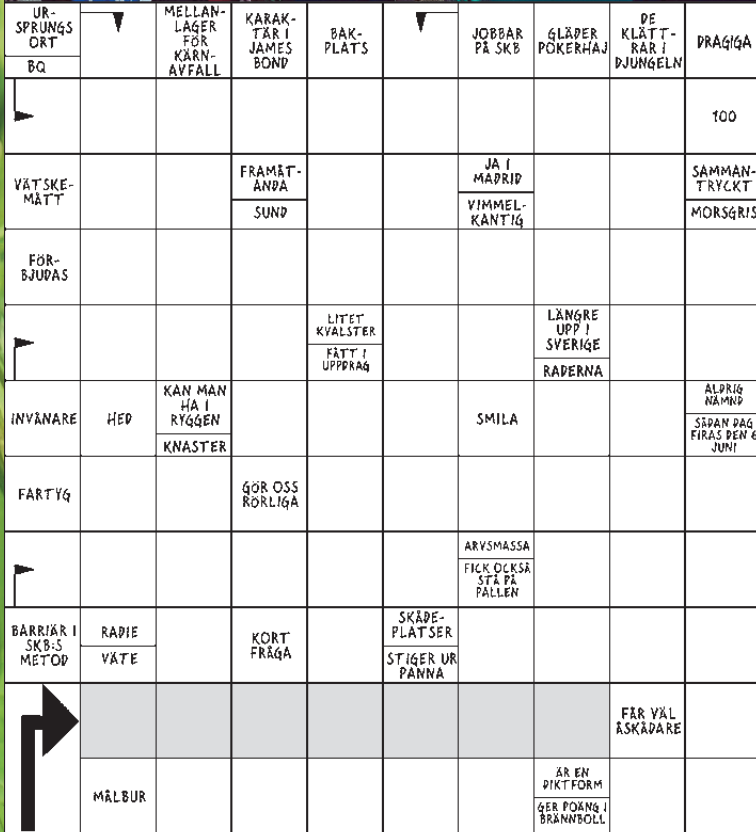 UR-
SPRUNGS
ORT
BQ
MELLAN-
LAGER
FÖR
KÄRN-
AVFALL
KARAK-
TÄR I
JAMES
BOND
BAK-
PLATS
JOBBAR
PÅ SKB
GLÄDER
POKERHAJ
DE
KLÄTT-
RAR I
DJUNGELN
DRAGIGA
100
VÄTSKE-
MÅTT
FRAMÅT-
ANDA
SUND
JA I
MADRID
VIMMEL-
KANTIG
SAMMAN-
TRYCKT
MORSGRIS
FÖR-
BJUDAS
LITET
KVALSTER
FÅTT I
UPPDRAG
LÄNGRE
UPP I
SVERIGE
RADERNA
INVÅNARE
HED
KAN MAN
HA I
RYGGEN
KNASTER
SMILA
ALDRIG
NÄMND
SÅDAN DAG
FIRAS DEN 6
JUNI
FARTYG
GÖR OSS
RÖRLIGA
ARVSMASSA
FICK OCKSÅ
STÅ PÅ
PALLEN
BARRIÄR I
SKB:S
METOD
RADIE
VÄTE
KORT
FRÅGA
SKÅDE-
PLATSER
STIGER UR
PANNA
FÅR VÄL
ÅSKÅDARE
MÅLBUR
ÄR EN
DIKTFORM
GER POÄNG I
BRÄNNBOLL